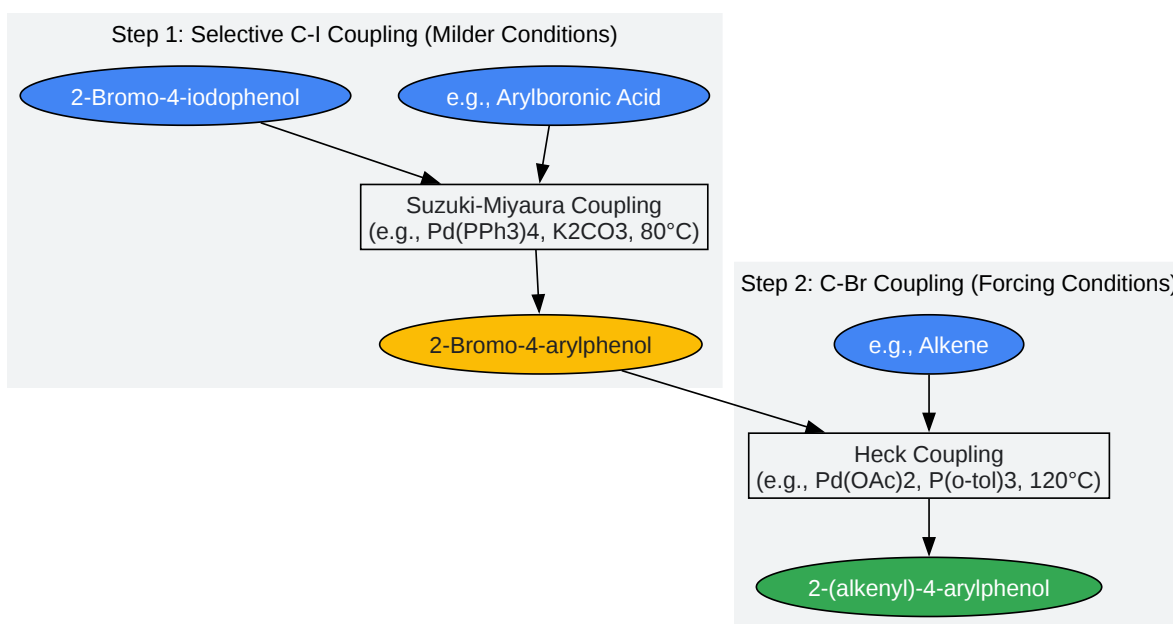 Step 1: Selective C-I Coupling (Milder Conditions)
2-Bromo-4-iodophenol
e.g., Arylboronic Acid
Suzuki-Miyaura Coupling
(e.g., Pd(PPh3)4, K2CO3, 80°C)
2-Bromo-4-arylphenol
Step 2: C-Br Coupling (Forcing Conditions)
e.g., Alkene
Heck Coupling
(e.g., Pd(OAc)2, P(o-tol)3, 120°C)
2-(alkenyl)-4-arylphenol